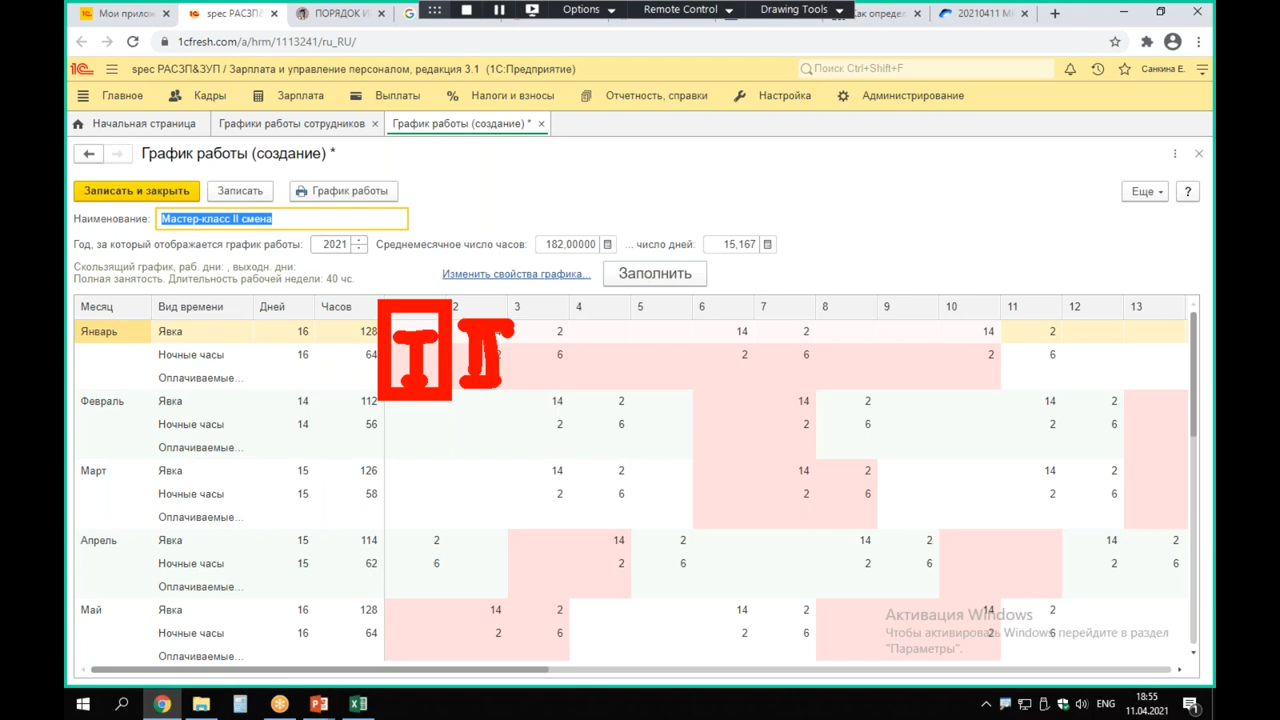 Мои прилож
spec РАСЗП&
ПОРЯДОК И
Options
Remote Control
Drawing Tools
Как опреде
20210411 М
1cfresh.com/a/hrm/1113241/ru_RU/
spec РАСЗП&ЗУП / Зарплата и управление персоналом, редакция 3.1 (1С:Предприятие)
Поиск Ctrl+Shift+F
Санкина Е.
Главное
Кадры
Зарплата
Выплаты
Налоги и взносы
Отчетность, справки
Настройка
Администрирование
Начальная страница
Графики работы сотрудников
График работы (создание) *
График работы (создание) *
Записать и закрыть
Записать
График работы
Еще
?
Наименование: Мастер-класс II смена
Год, за который отображается график работы: 2021 Среднемесячное число часов: 182,00000 ... число дней: 15,167
Скользящий график, раб. дни: , выходн. дни:
Полная занятость. Длительность рабочей недели: 40 чс.
Изменить свойства графика...
Заполнить
Месяц Вид времени Дней Часов 2 3 4 5 6 7 8 9 10 11 12 13
Январь Явка 16 128 2 14 2 14 2
Ночные часы 16 64 2 6 2 6 2 6
Оплачиваемые...
I II
Февраль Явка 14 112 14 2 14 2 14 2
Ночные часы 14 56 2 6 2 6 2 6
Оплачиваемые...
Март Явка 15 126 14 2 14 2 14 2
Ночные часы 15 58 2 6 2 6 2 6
Оплачиваемые...
Апрель Явка 15 114 2 14 2 14 2 14 2
Ночные часы 15 62 6 2 6 2 6 2 6
Оплачиваемые...
Май Явка 16 128 14 2 14 2 14 2
Ночные часы 16 64 2 6 2 6 2 6
Оплачиваемые...
Активация Windows
Чтобы активировать Windows, перейдите в раздел
"Параметры".
ENG
18:55
11.04.2021